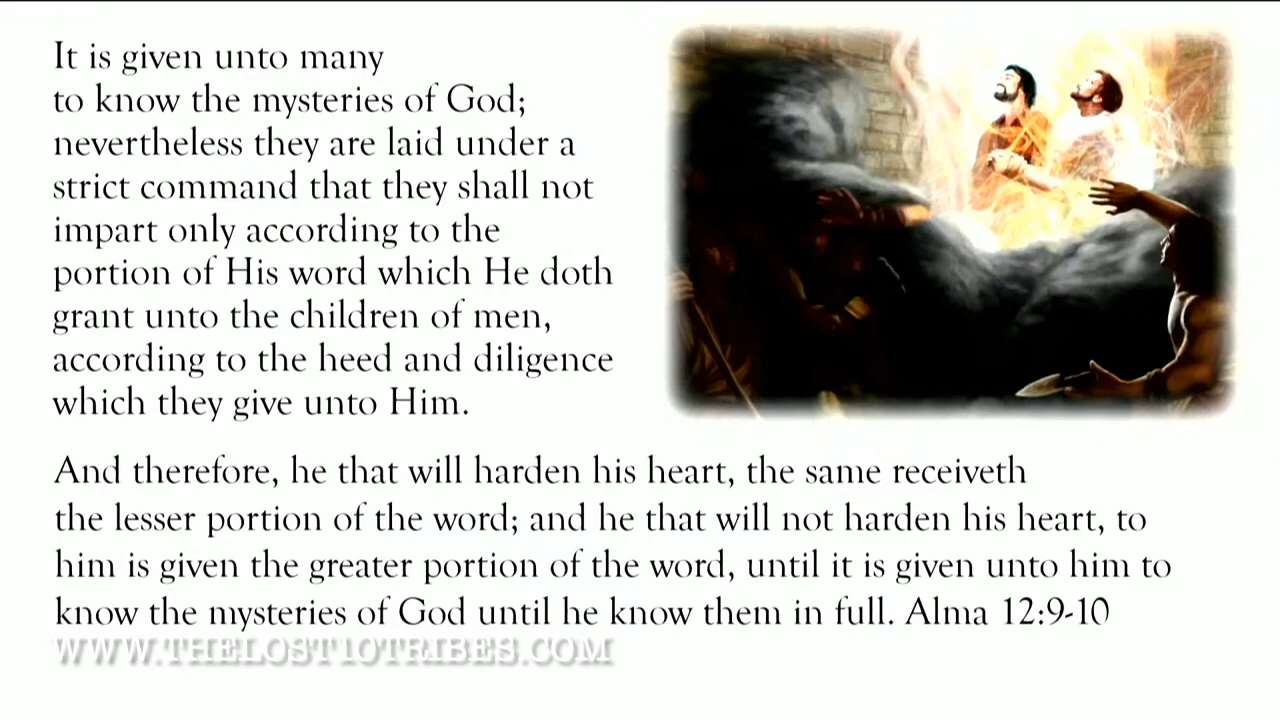 It is given unto many
to know the mysteries of God;
nevertheless they are laid under a
strict command that they shall not
impart only according to the
portion of His word which He doth
grant unto the children of men,
according to the heed and diligence
which they give unto Him.
And therefore, he that will harden his heart, the same receiveth
the lesser portion of the word; and he that will not harden his heart, to
him is given the greater portion of the word, until it is given unto him to
know the mysteries of God until he know them in full. Alma 12:9-10
WWW.THELOST10TRIBES.COM